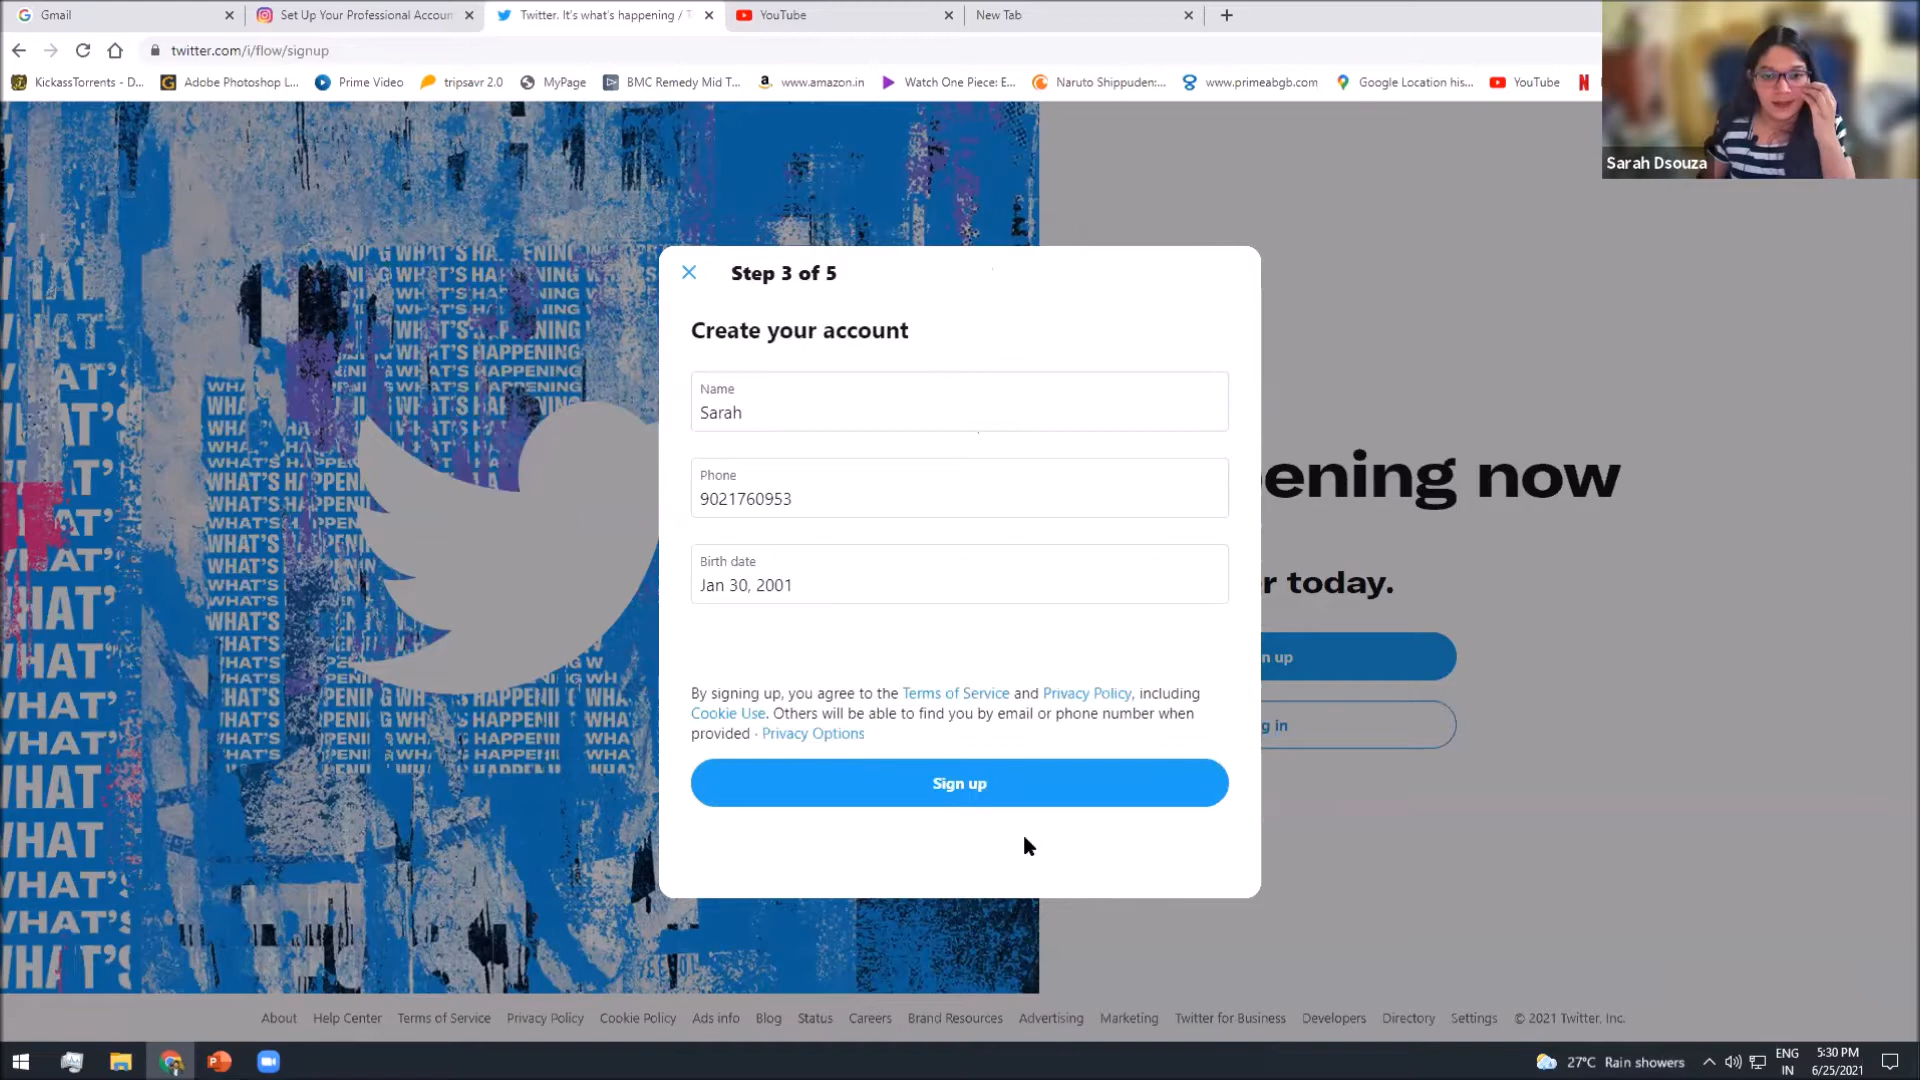 Gmail
Set Up Your Professional Accoun
Twitter. It's what's happening / T
YouTube
New Tab
twitter.com/i/flow/signup
KickassTorrents - D...
Adobe Photoshop L...
Prime Video
tripsavr 2.0
MyPage
BMC Remedy Mid T...
www.amazon.in
Watch One Piece: E...
Naruto Shippuden:...
www.primeabgb.com
Google Location his...
YouTube
Sarah Dsouza
Step 3 of 5
Create your account
Name
Sarah
Phone
9021760953
Birth date
Jan 30, 2001
By signing up, you agree to the Terms of Service and Privacy Policy, including
Cookie Use. Others will be able to find you by email or phone number when
provided · Privacy Options
Sign up
ening now
r today.
n up
g in
About Help Center Terms of Service Privacy Policy Cookie Policy Ads info Blog Status Careers Brand Resources Advertising Marketing Twitter for Business Developers Directory Settings © 2021 Twitter, Inc.
27°C Rain showers
ENG
IN
5:30 PM
6/25/2021